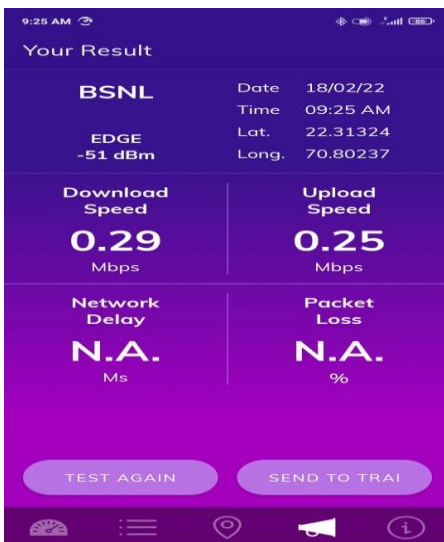 9:25 AM
Your Result
BSNL
EDGE
-51 dBm
Date 18/02/22
Time 09:25 AM
Lat. 22.31324
Long. 70.80237
Download
Speed
0.29
Mbps
Upload
Speed
0.25
Mbps
Network
Delay
N.A.
Ms
Packet
Loss
N.A.
%
TEST AGAIN
SEND TO TRAI
i